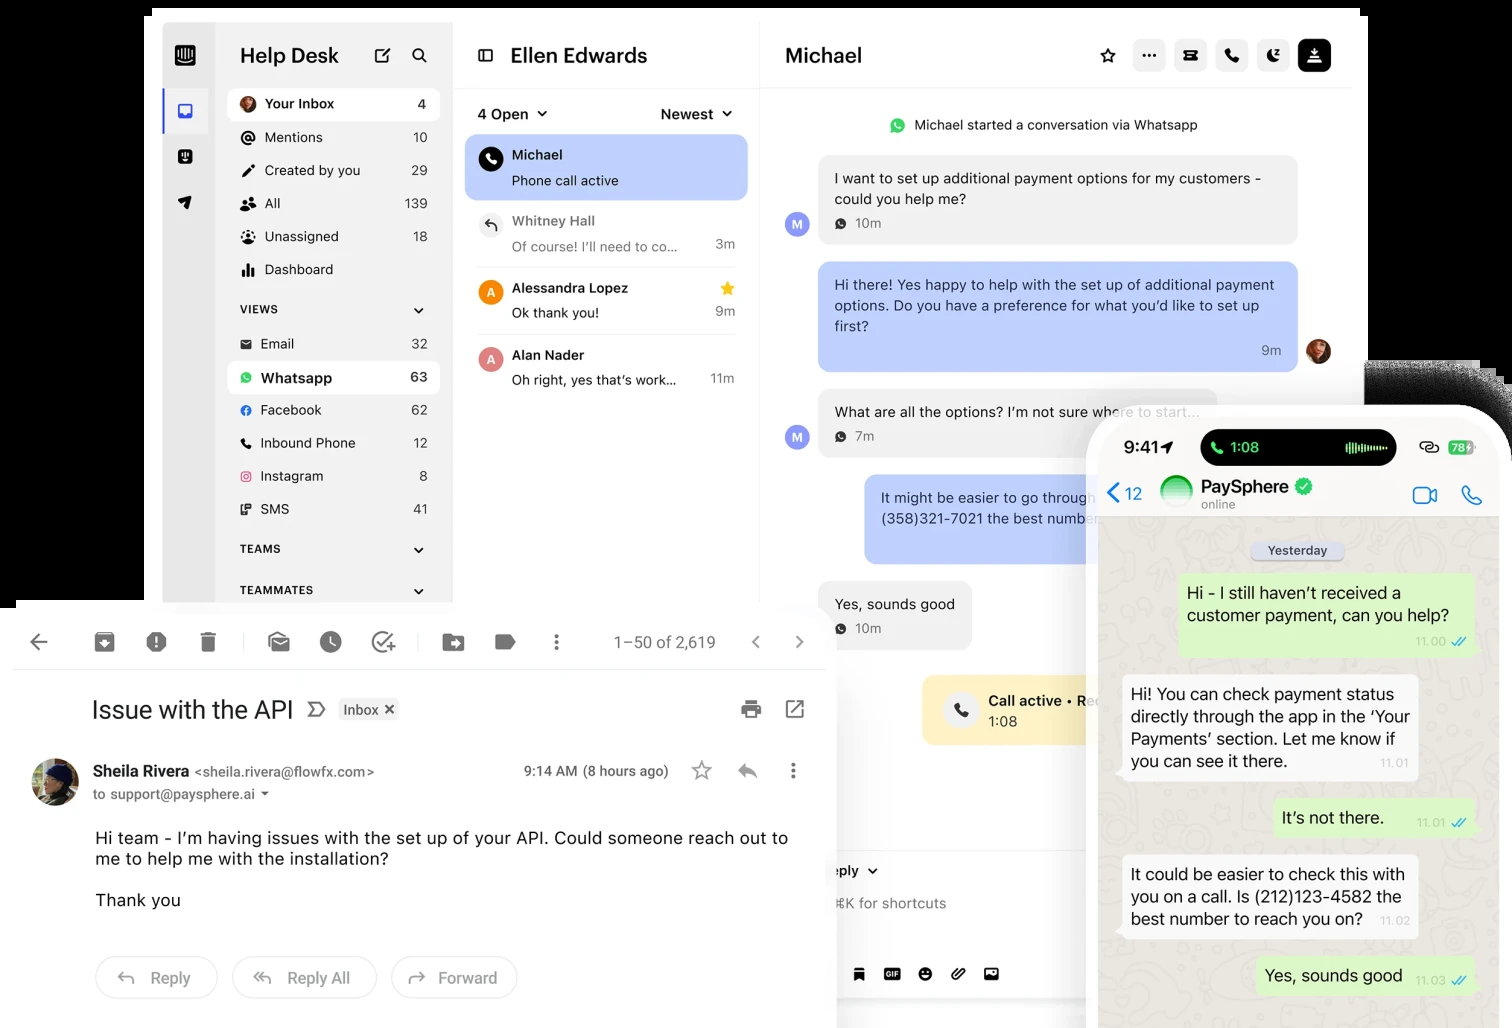 Help Desk
Your Inbox 4
Mentions 10
Created by you 29
All 139
Unassigned 18
Dashboard
VIEWS
Email 32
Whatsapp 63
Facebook 62
Inbound Phone 12
Instagram 8
SMS 41
TEAMS
TEAMMATES
Ellen Edwards
4 Open Newest
Michael
Phone call active
Whitney Hall
Of course! I'll need to co... 3m
A Alessandra Lopez
Ok thank you! 9m
A Alan Nader
Oh right, yes that's work... 11m
Michael
Michael started a conversation via Whatsapp
I want to set up additional payment options for my customers -
could you help me?
M 10m
Hi there! Yes happy to help with the set up of additional payment
options. Do you have a preference for what you'd like to set up
first?
9m
What are all the options? I'm not sure where to start...
M 7m
It might be easier to go through
(358)321-7021 the best number
Yes, sounds good
10m
Call active •
1:08
⌘K for shortcuts
GIF
1–50 of 2,619
Issue with the API Inbox ×
Sheila Rivera <sheila.rivera@flowfx.com> 9:14 AM (8 hours ago)
to support@paysphere.ai
Hi team - I'm having issues with the set up of your API. Could someone reach out to
me to help me with the installation?
Thank you
Reply Reply All Forward
9:41 1:08 78
12 PaySphere
online
Yesterday
Hi - I still haven't received a
customer payment, can you help?
11.00
Hi! You can check payment status
directly through the app in the 'Your
Payments' section. Let me know if
you can see it there. 11.01
It's not there. 11.01
It could be easier to check this with
you on a call. Is (212)123-4582 the
best number to reach you on? 11.02
Yes, sounds good 11.03